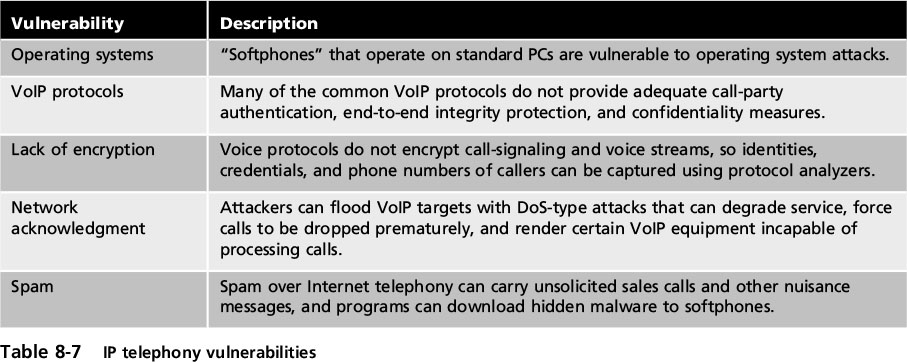 Vulnerability Description
Operating systems “Softphones” that operate on standard PCs are vulnerable to operating system attacks.
VoIP protocols Many of the common VoIP protocols do not provide adequate call-party
authentication, end-to-end integrity protection, and confidentiality measures.
Lack of encryption Voice protocols do not encrypt call-signaling and voice streams, so identities,
credentials, and phone numbers of callers can be captured using protocol analyzers.
Network Attackers can flood VoIP targets with DoS-type attacks that can degrade service, force
acknowledgment calls to be dropped prematurely, and render certain VoIP equipment incapable of
processing calls.
Spam Spam over Internet telephony can carry unsolicited sales calls and other nuisance
messages, and programs can download hidden malware to softphones.
Table 8-7 IP telephony vulnerabilities